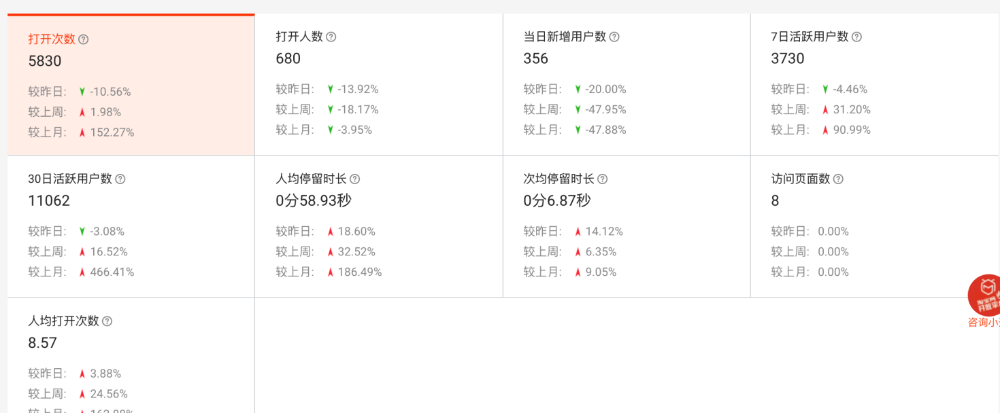 打开次数
5830
较昨日: -10.56%
较上周: 1.98%
较上月: 152.27%
打开人数
680
较昨日: -13.92%
较上周: -18.17%
较上月: -3.95%
当日新增用户数
356
较昨日: -20.00%
较上周: -47.95%
较上月: -47.88%
7日活跃用户数
3730
较昨日: -4.46%
较上周: 31.20%
较上月: 90.99%
30日活跃用户数
11062
较昨日: -3.08%
较上周: 16.52%
较上月: 466.41%
人均停留时长
0分58.93秒
较昨日: 18.60%
较上周: 32.52%
较上月: 186.49%
次均停留时长
0分6.87秒
较昨日: 14.12%
较上周: 6.35%
较上月: 9.05%
访问页面数
8
较昨日: 0.00%
较上周: 0.00%
较上月: 0.00%
人均打开次数
8.57
较昨日: 3.88%
较上周: 24.56%
较上月:
咨询小